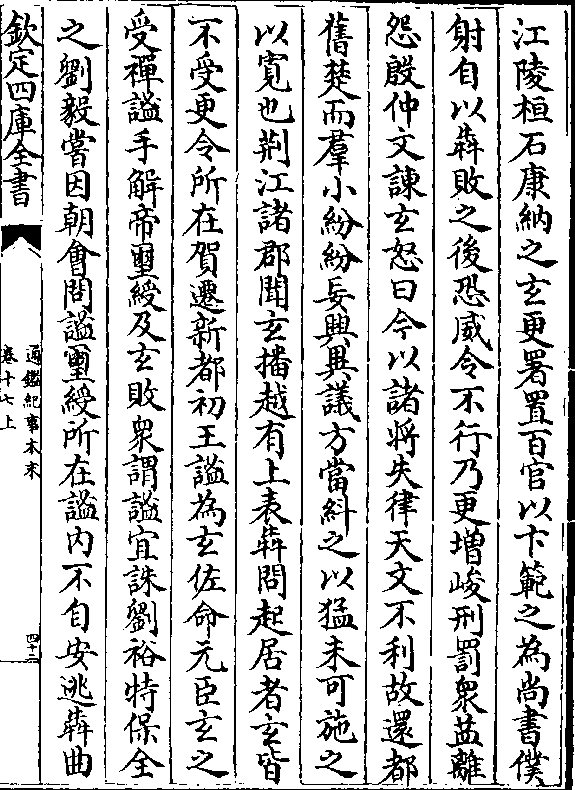 江陵桓石康納之玄更署置百官以卞範之為尚書僕
射自以奔敗之後恐威令不行乃更增峻刑罰衆益離
怨殷仲文諫玄怒曰今以諸將失律天文不利故還都
舊楚而羣小紛紛妄興異議方當糾之以猛未可施之
以寛也荆江諸郡聞玄播越有上表奔問起居者玄皆
不受更令所在賀遷新都初王謐為玄佐命元臣玄之
受禪謐手解帝璽綬及玄敗衆謂謐宜誅劉裕特保全
之劉毅嘗因朝會問謐璽綬所在謐内不自安逃奔曲
欽定四庫全書
通鑑紀事本末
卷十七上
四十二